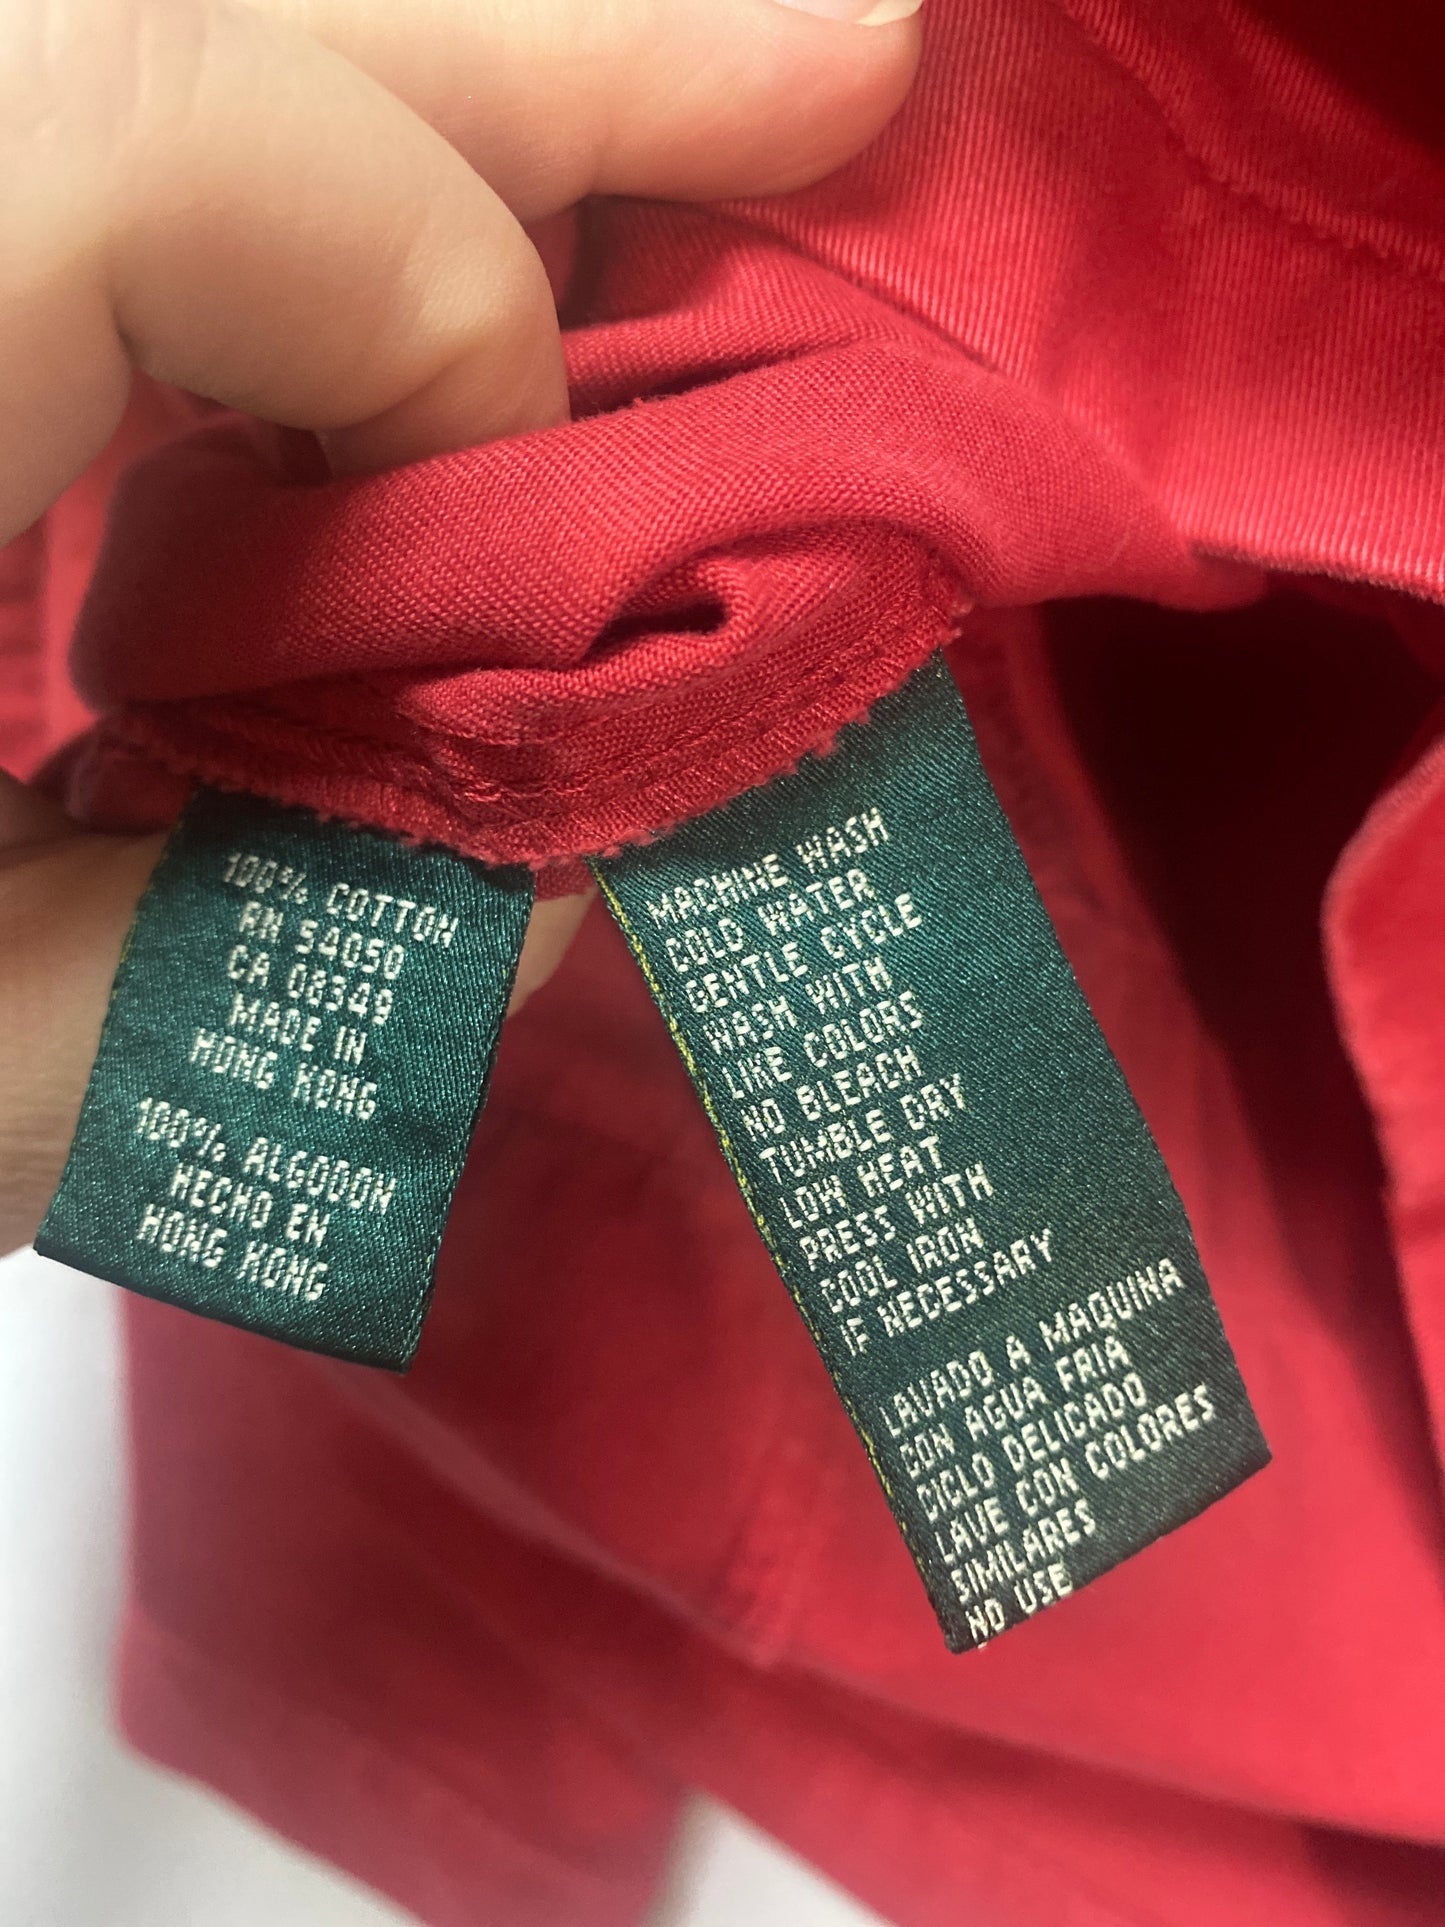 100% COTTON
RN 54050
CA 08349
MADE IN
HONG KONG
100% ALGODON
HECHO EN
HONG KONG
MACHINE WASH
COLD WATER
GENTLE CYCLE
WASH WITH
LIKE COLORS
NO BLEACH
TUMBLE DRY
LOW HEAT
PRESS WITH
COOL IRON
IF NECESSARY
LAVADO A MAQUINA
CON AGUA FRIA
CICLO DELICADO
LAVE CON COLORES
SIMILARES
NO USE